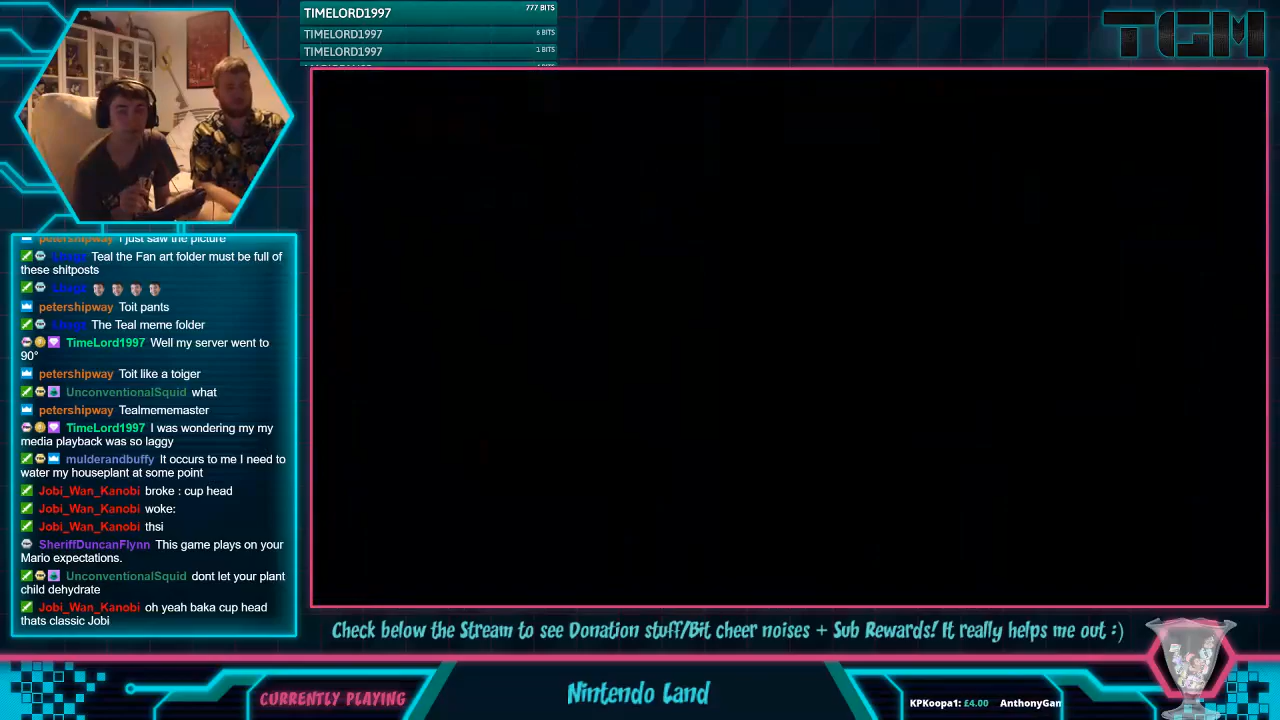 TIMELORD1997 777 BITS
TIMELORD1997 6 BITS
TIMELORD1997 1 BITS
TGM
petershipway I just saw the picture
Teal the Fan art folder must be full of
these shitposts
petershipway Toit pants
The Teal meme folder
TimeLord1997 Well my server went to
90°
petershipway Toit like a toiger
UnconventionalSquid what
petershipway Tealmememaster
TimeLord1997 I was wondering my my
media playback was so laggy
mulderandbuffy It occurs to me I need to
water my houseplant at some point
Jobi_Wan_Kanobi broke : cup head
Jobi_Wan_Kanobi woke:
Jobi_Wan_Kanobi thsi
SheriffDuncanFlynn This game plays on your
Mario expectations.
UnconventionalSquid dont let your plant
child dehydrate
Jobi_Wan_Kanobi oh yeah baka cup head
thats classic Jobi
Check below the Stream to see Donation stuff/Bit cheer noises + Sub Rewards! It really helps me out :)
CURRENTLY PLAYING
Nintendo Land
KPKoopa1: £4.00 AnthonyGan